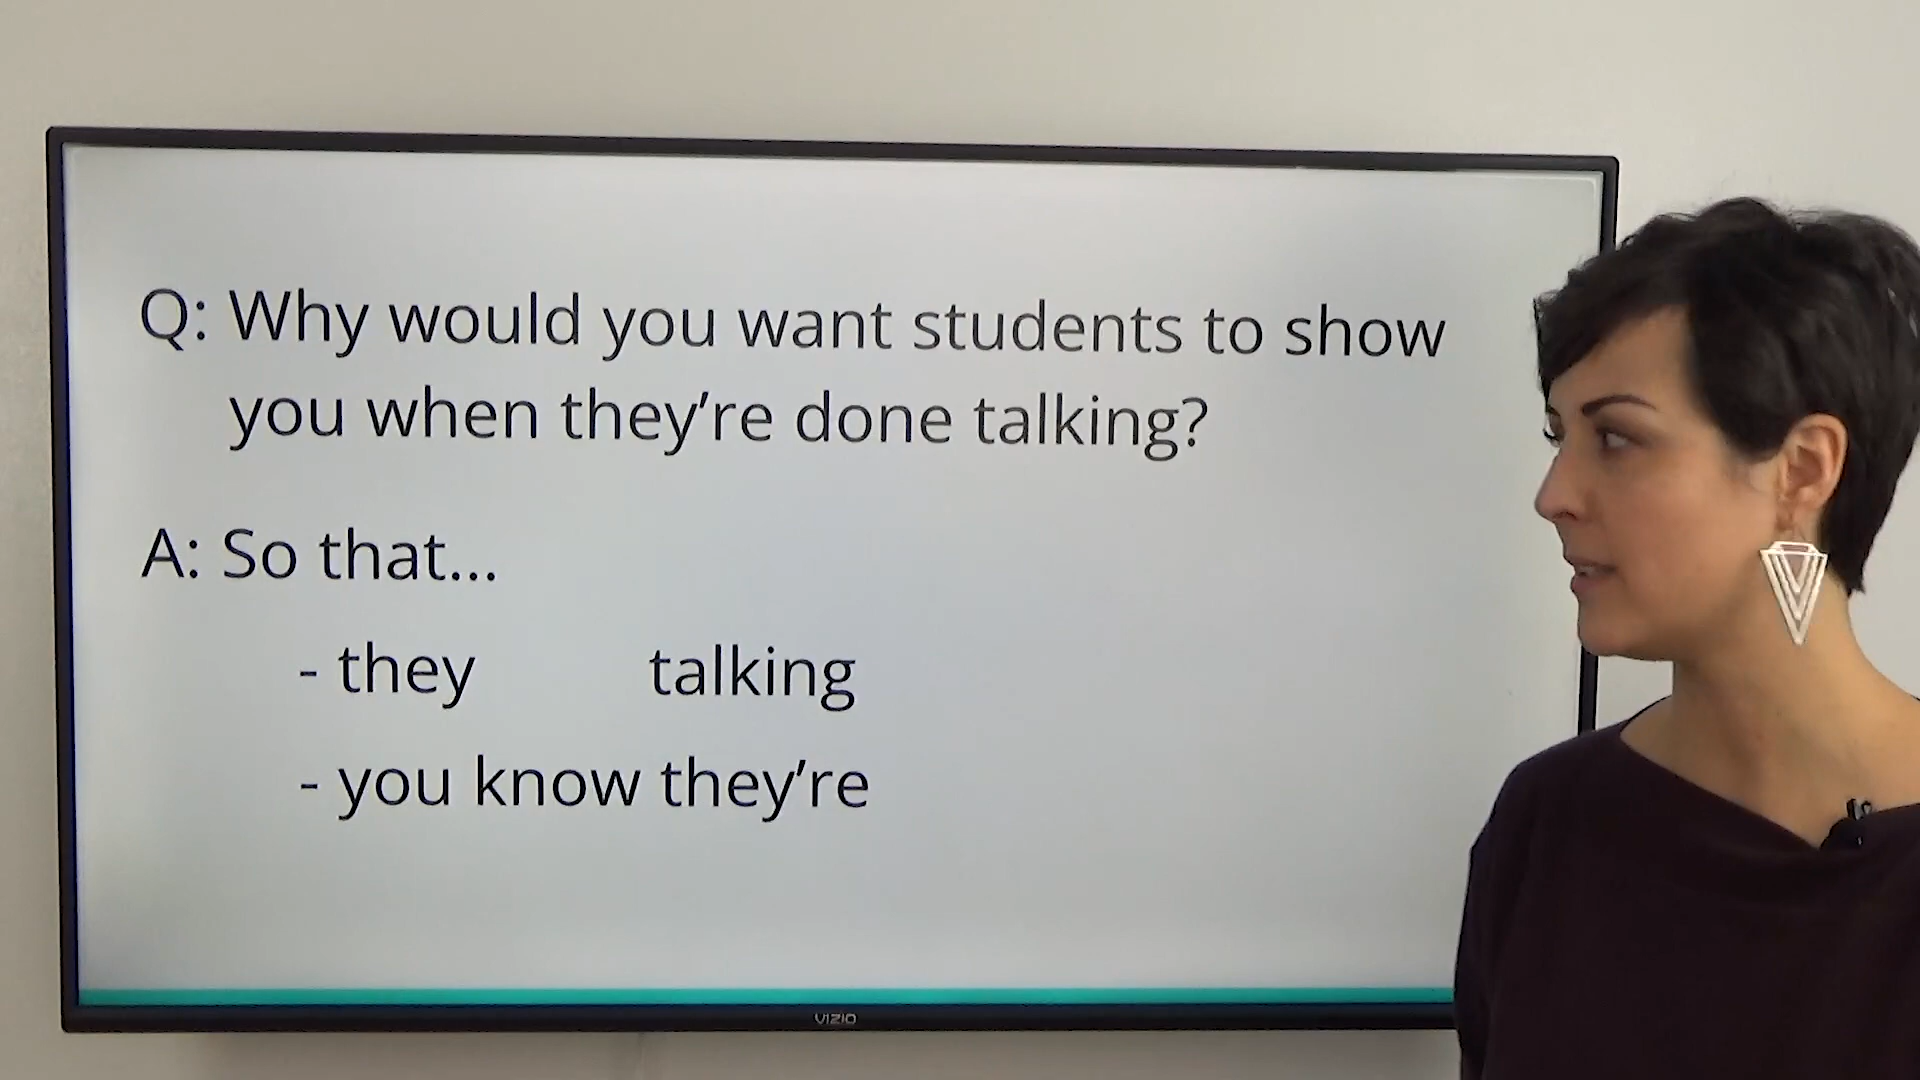 Q: Why would you want students to show
you when they’re done talking?
A: So that...
- they talking
- you know they’re
VIZIO